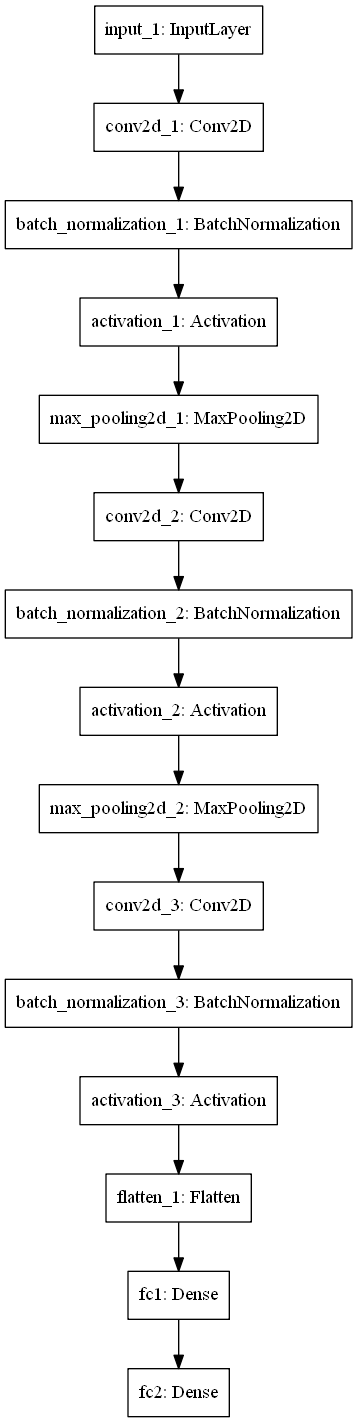 input_1: InputLayer
conv2d_1: Conv2D
batch_normalization_1: BatchNormalization
activation_1: Activation
max_pooling2d_1: MaxPooling2D
conv2d_2: Conv2D
batch_normalization_2: BatchNormalization
activation_2: Activation
max_pooling2d_2: MaxPooling2D
conv2d_3: Conv2D
batch_normalization_3: BatchNormalization
activation_3: Activation
flatten_1: Flatten
fc1: Dense
fc2: Dense